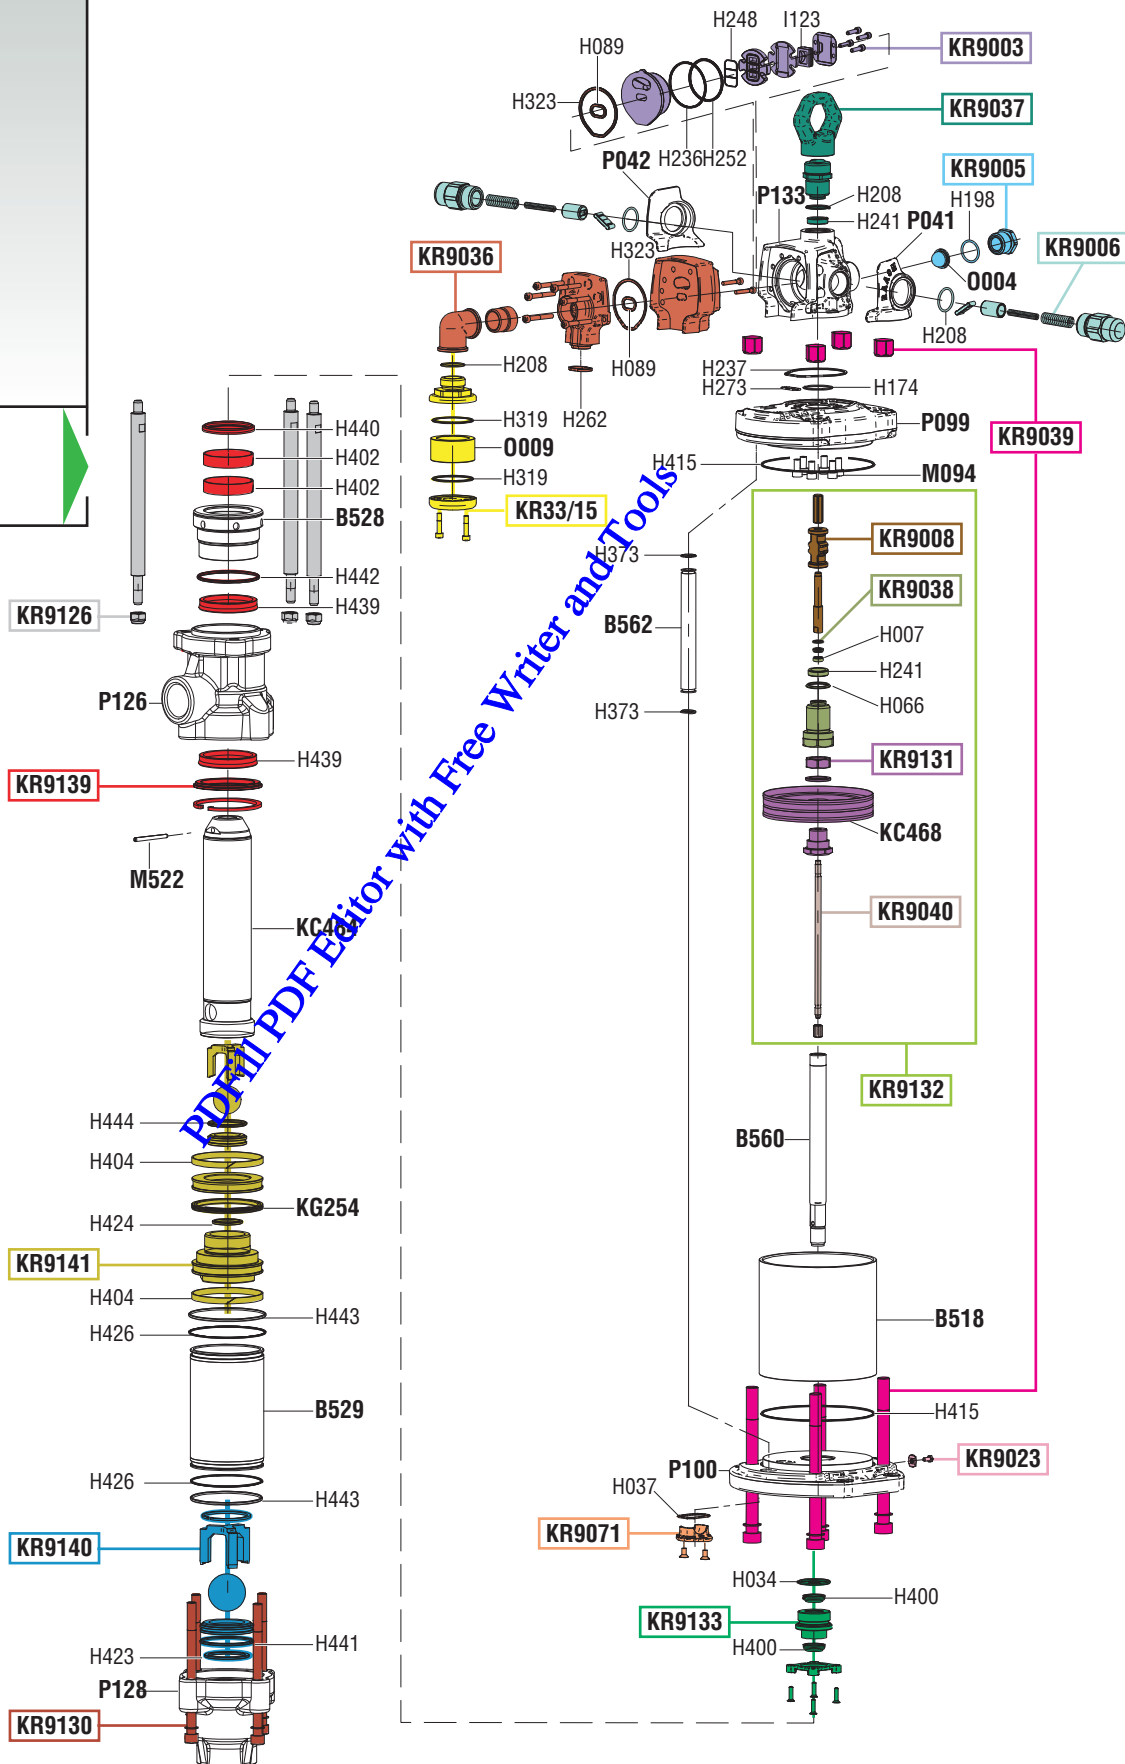 H248
I123
H089
KR9003
H323
KR9037
P042
H236
H252
KR9005
P133
H208
H198
H241
P041
KR9036
H323
KR9006
O004
H208
H208
H089
H237
H273
H174
H262
P099
KR9039
H440
H319
O009
H415
M094
H402
H402
H319
B528
KR33/15
KR9008
H442
H373
KR9038
H439
KR9126
B562
H007
H241
P126
H066
H373
H439
KR9131
KR9139
KC468
M522
KR9040
KC484
PDFill PDF Editor with Free Writer and Tools
KR9132
H444
B560
H404
KG254
H424
KR9141
H404
H443
B518
H426
B529
H415
P100
KR9023
H426
H037
H443
KR9071
KR9140
H034
H400
KR9133
H441
H400
H423
P128
KR9130